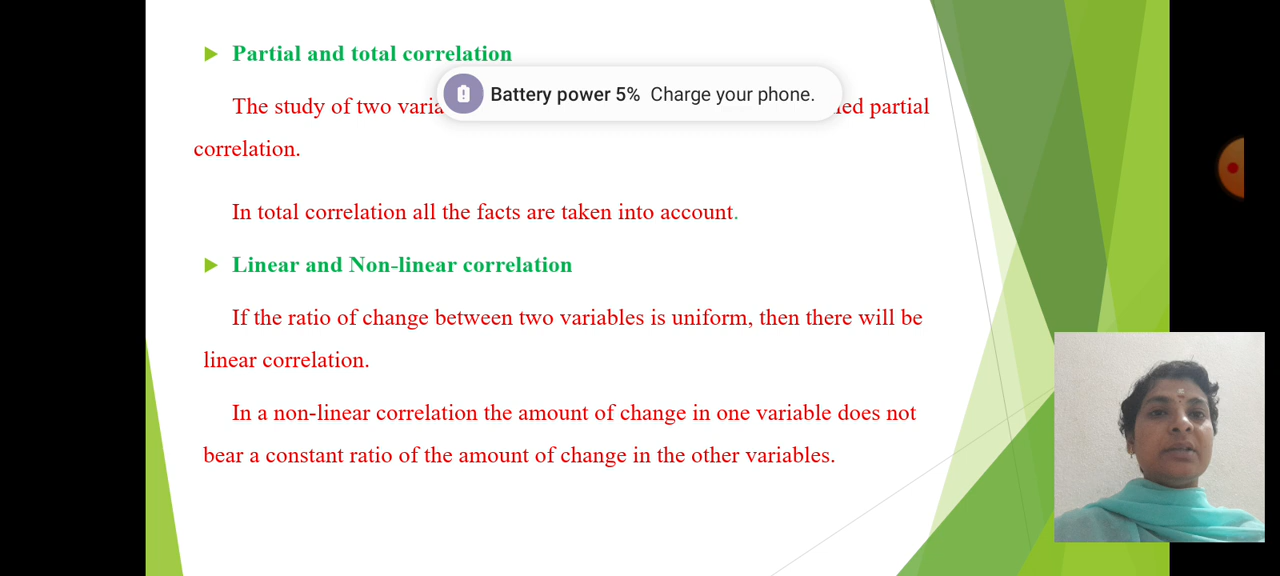 Partial and total correlation
Battery power 5% Charge your phone.
The study of two partial
correlation.
In total correlation all the facts are taken into account.
Linear and Non-linear correlation
If the ratio of change between two variables is uniform, then there will be
linear correlation.
In a non-linear correlation the amount of change in one variable does not
bear a constant ratio of the amount of change in the other variables.